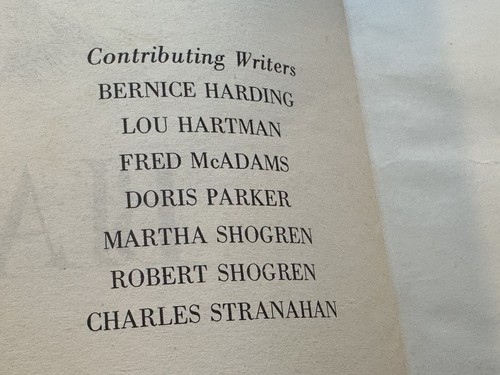 Contributing Writers
BERNICE HARDING
LOU HARTMAN
FRED McADAMS
DORIS PARKER
MARTHA SHOGREN
ROBERT SHOGREN
CHARLES STRANAHAN